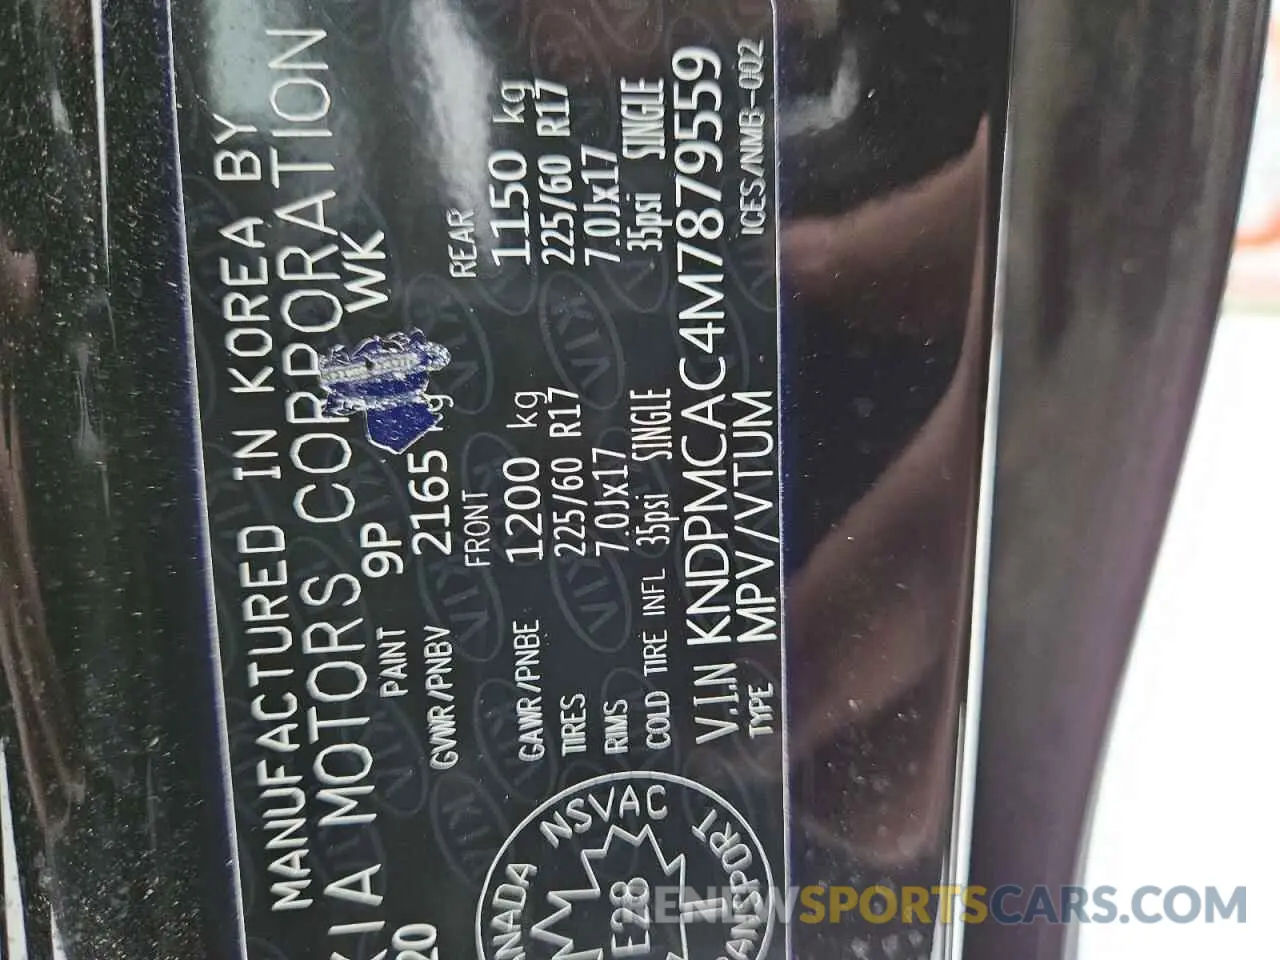 MANUFACTURED IN KOREA BY
KIA MOTORS CORPORATION
20 PAINT 9P WK
GVWR/PNBV 2165 kg
FRONT REAR
GAWR/PNBE 1200 kg 1150 kg
TIRES 225/60 R17 225/60 R17
RIMS 7.0Jx17 7.0Jx17
COLD TIRE INFL 35psi SINGLE 35psi SINGLE
V.I.N KNDPMCAC4M7879559
TYPE MPV/VTUM ICES/NMB-002
CANADA NSVAC
E28
TRANSPORT
KIA
RENEWSPORTSCARS.COM